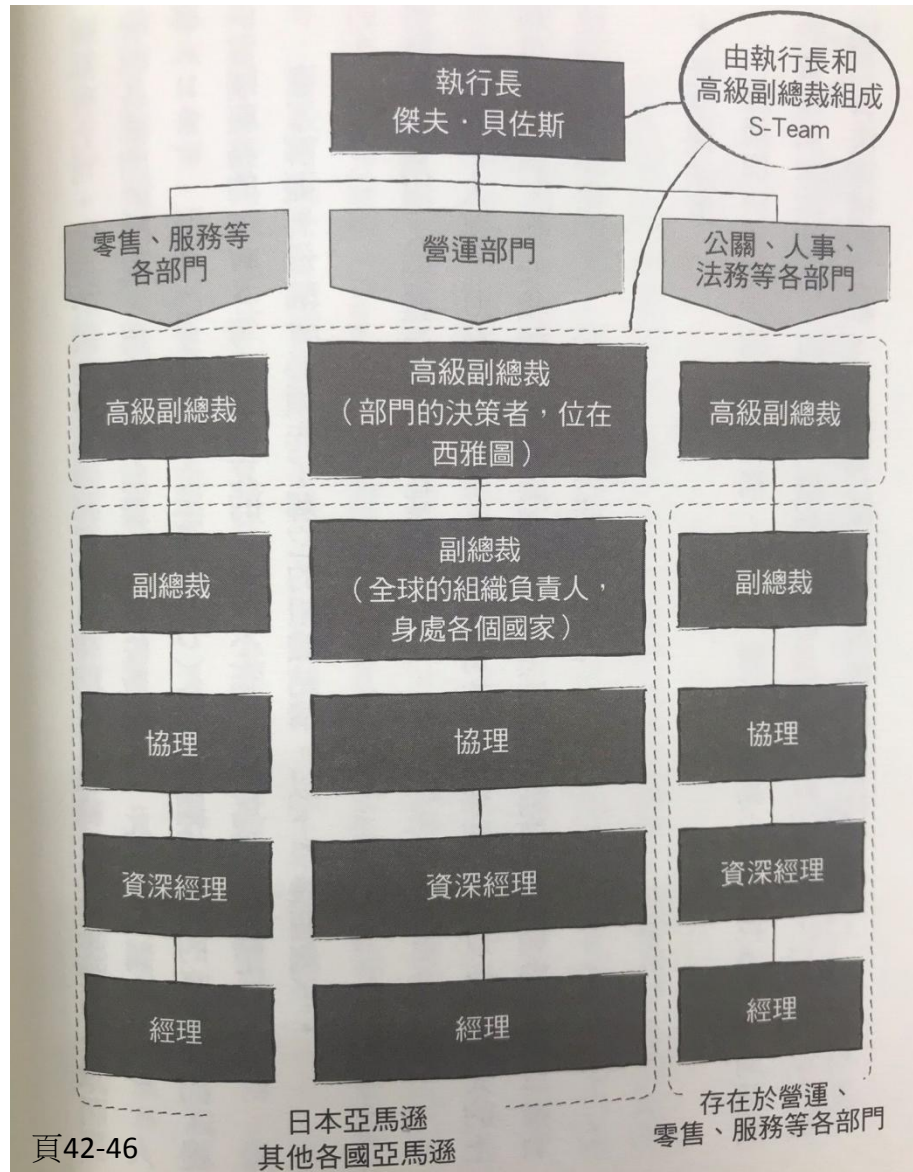 執行長
傑夫·貝佐斯
由執行長和
高級副總裁組成
S-Team
零售、服務等
各部門
營運部門
公關、人事、
法務等各部門
高級副總裁
高級副總裁
（部門的決策者，位在
西雅圖）
高級副總裁
副總裁
副總裁
（全球的組織負責人，
身處各個國家）
副總裁
協理
協理
協理
資深經理
資深經理
資深經理
經理
經理
經理
日本亞馬遜
其他各國亞馬遜
存在於營運、
零售、服務等各部門
頁42-46